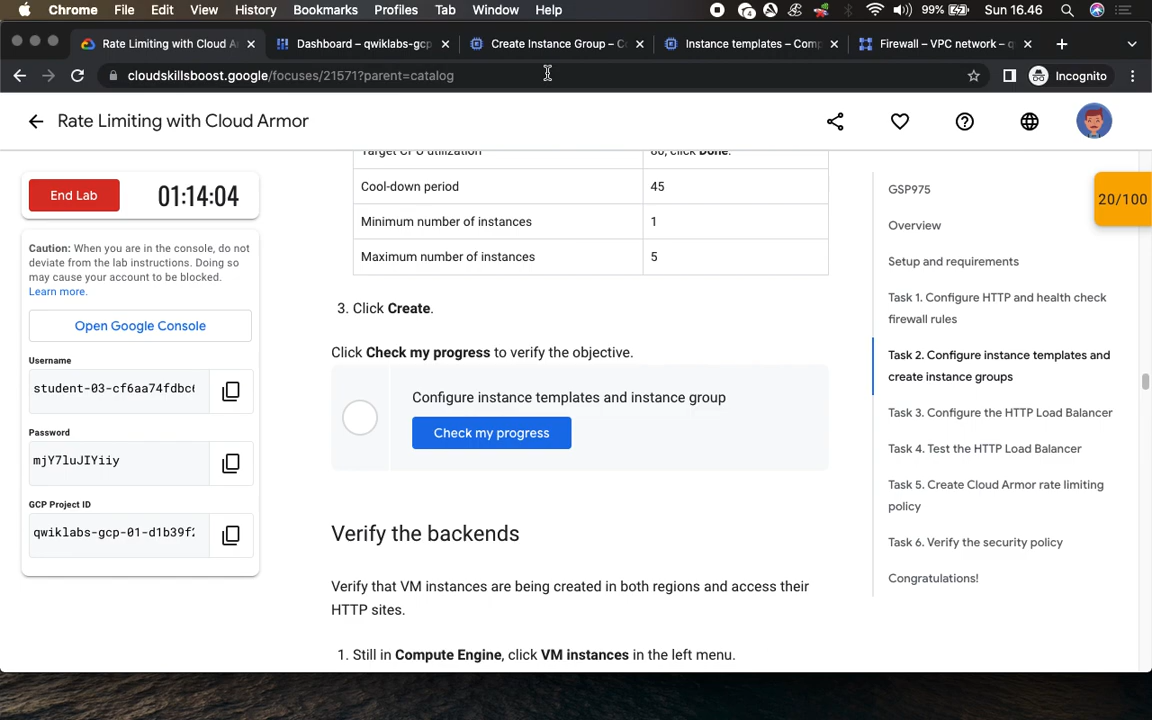 Chrome File Edit View History Bookmarks Profiles Tab Window Help
99% Sun 16.46
Rate Limiting with Cloud A
Dashboard – qwiklabs-gcp
Create Instance Group – C
Instance templates – Comp
Firewall – VPC network – q
cloudskillsboost.google/focuses/21571?parent=catalog
Incognito
Rate Limiting with Cloud Armor
End Lab
01:14:04
Caution: When you are in the console, do not
deviate from the lab instructions. Doing so
may cause your account to be blocked.
Learn more.
Open Google Console
Username
student-03-cf6aa74fdbc
Password
mjY7luJIYiiy
GCP Project ID
qwiklabs-gcp-01-d1b39f
Target CPU utilization 80, click Done.
Cool-down period 45
Minimum number of instances 1
Maximum number of instances 5
3. Click Create.
Click Check my progress to verify the objective.
Configure instance templates and instance group
Check my progress
Verify the backends
Verify that VM instances are being created in both regions and access their
HTTP sites.
1. Still in Compute Engine, click VM instances in the left menu.
GSP975
Overview
Setup and requirements
Task 1. Configure HTTP and health check
firewall rules
Task 2. Configure instance templates and
create instance groups
Task 3. Configure the HTTP Load Balancer
Task 4. Test the HTTP Load Balancer
Task 5. Create Cloud Armor rate limiting
policy
Task 6. Verify the security policy
Congratulations!
20/100